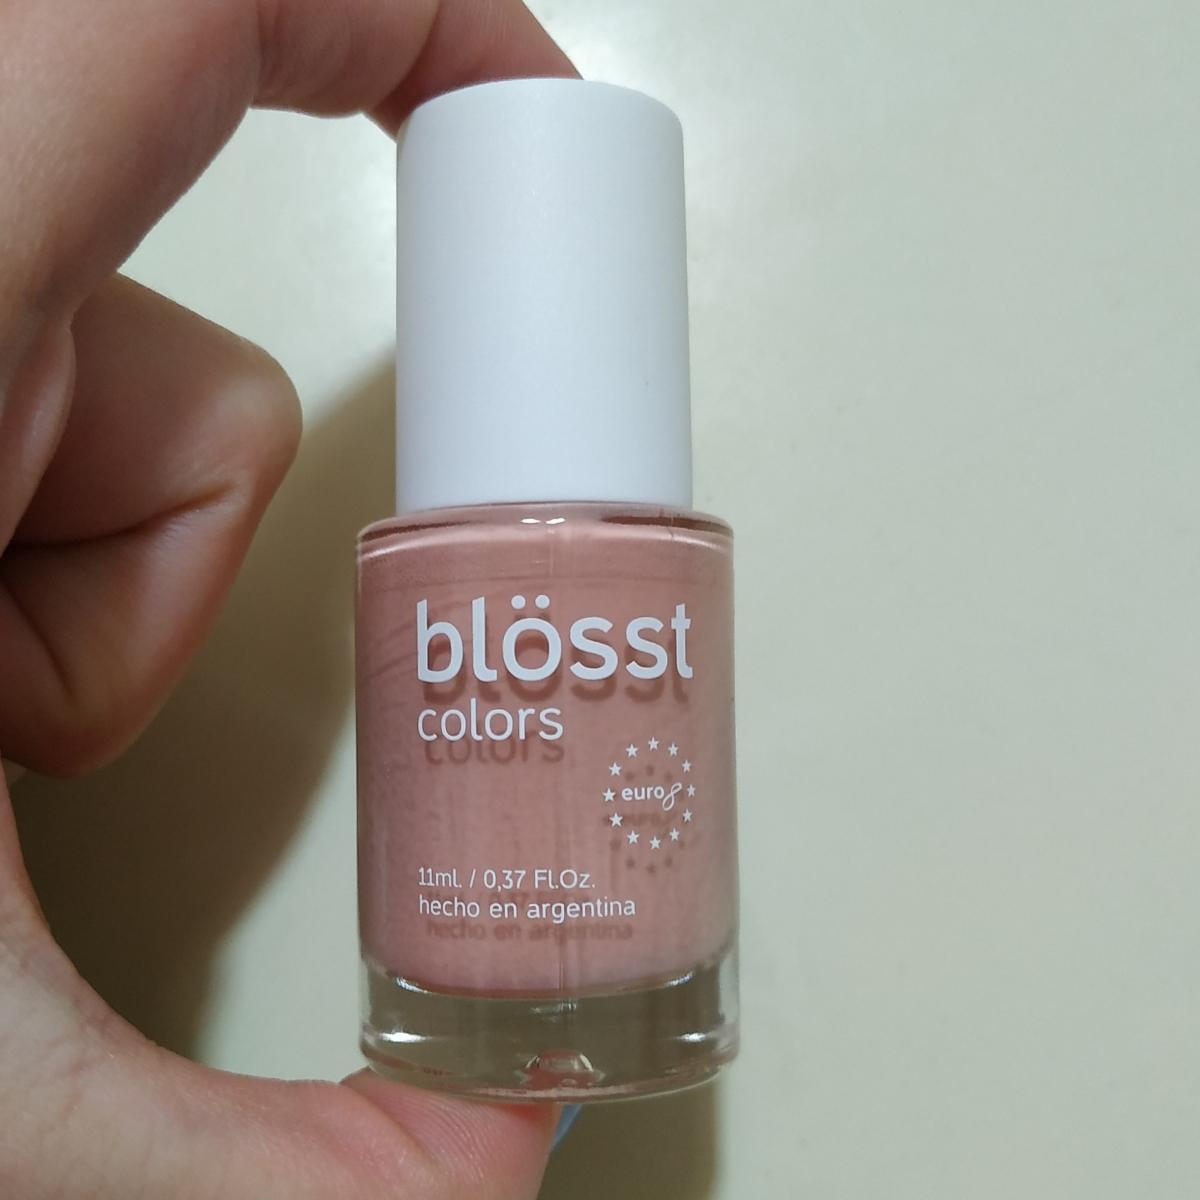 blösst
colors
euro8
11ml. / 0,37 Fl.Oz.
hecho en argentina